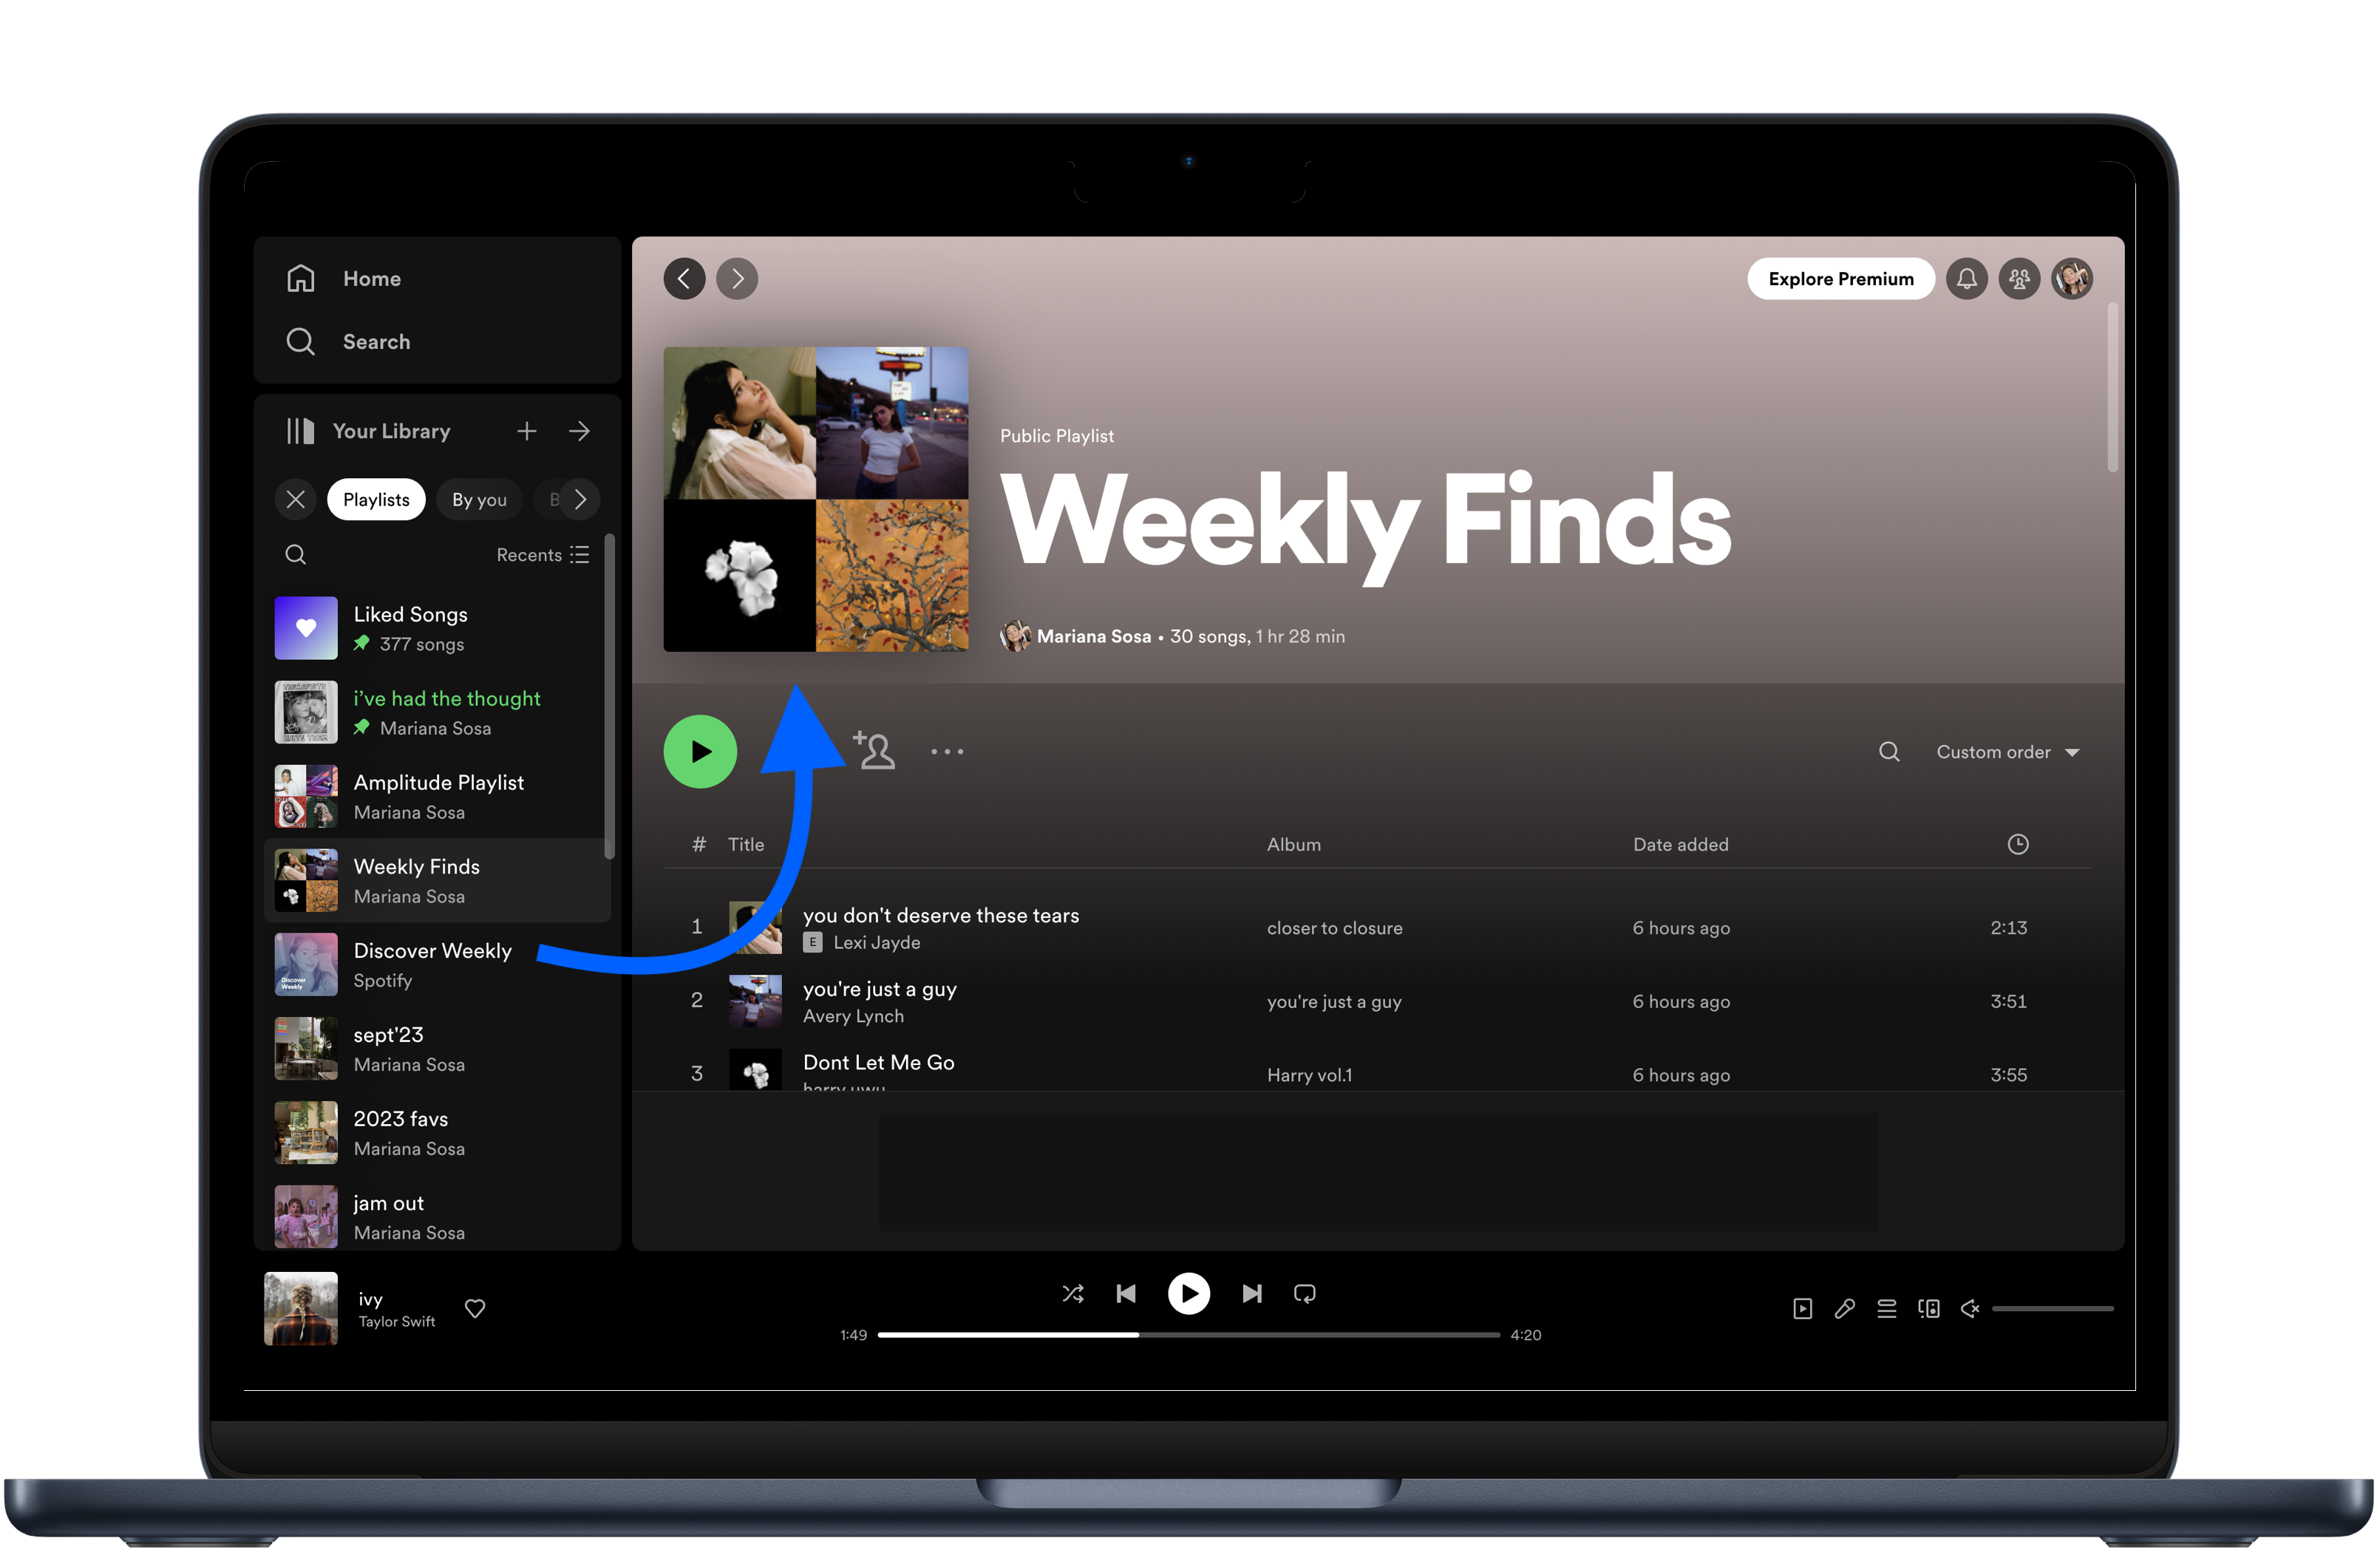 Home
Search
Your Library
Playlists
By you
B
Recents
Liked Songs
377 songs
i've had the thought
Mariana Sosa
Amplitude Playlist
Mariana Sosa
Weekly Finds
Mariana Sosa
Discover Weekly
Spotify
Discover
Weekly
sept'23
Mariana Sosa
2023 favs
Mariana Sosa
jam out
Mariana Sosa
Explore Premium
Public Playlist
Weekly Finds
Mariana Sosa • 30 songs, 1 hr 28 min
Custom order
# Title Album Date added
1 you don't deserve these tears closer to closure 6 hours ago 2:13
E Lexi Jayde
2 you're just a guy you're just a guy 6 hours ago 3:51
Avery Lynch
3 Dont Let Me Go Harry vol.1 6 hours ago 3:55
harry uwu
ivy
Taylor Swift
1:49 4:20